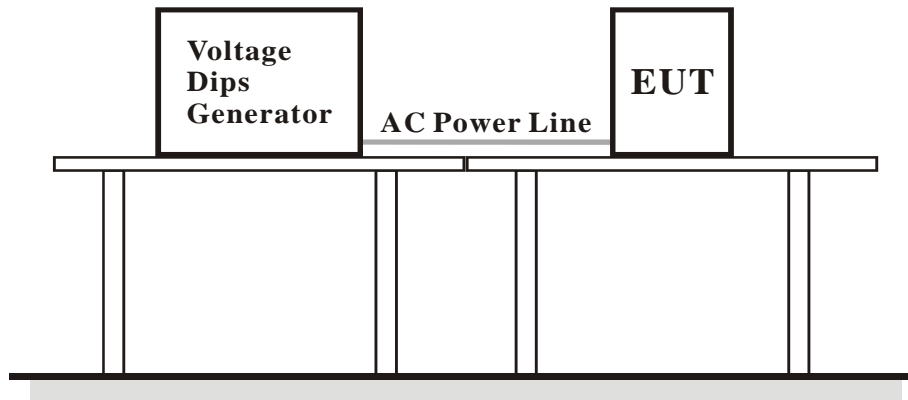 Voltage
Dips
Generator
AC Power Line
EUT